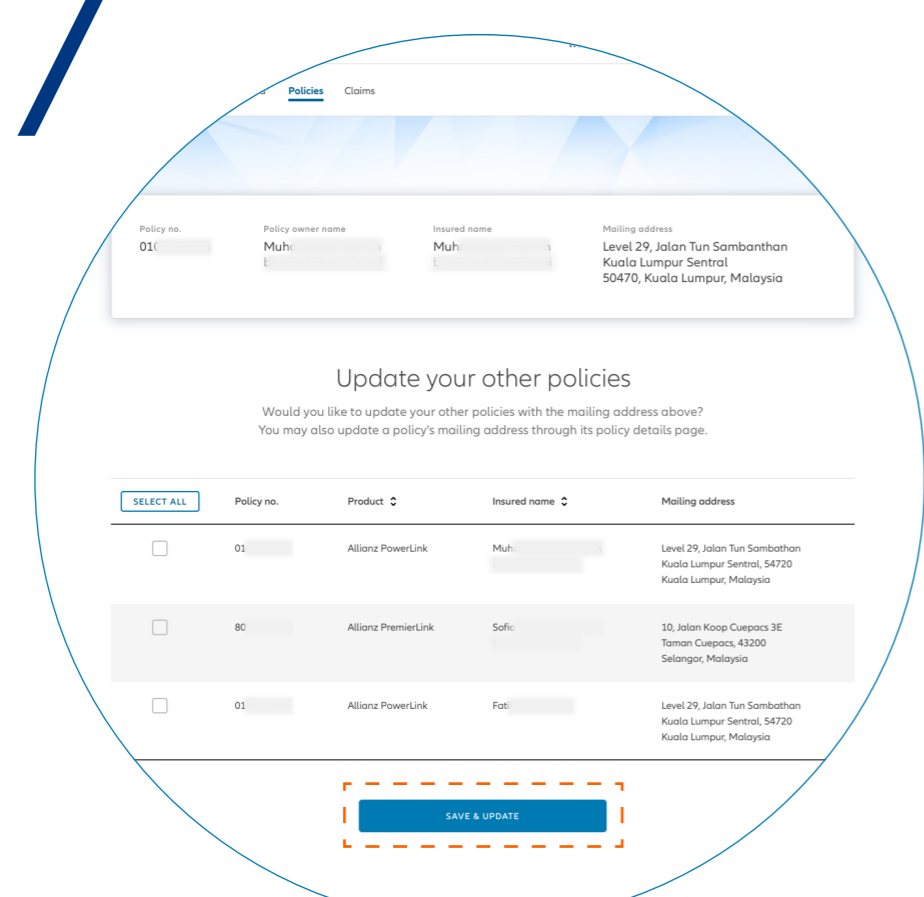 Policies Claims
Policy no. Policy owner name Insured name Mailing address
Level 29, Jalan Tun Sambanthan
Kuala Lumpur Sentral
50470, Kuala Lumpur, Malaysia
Update your other policies
Would you like to update your other policies with the mailing address above?
You may also update a policy's mailing address through its policy details page.
SELECT ALL Policy no. Product Insured name Mailing address
01 Allianz PowerLink Muh Level 29, Jalan Tun Sambathan
Kuala Lumpur Sentral, 54720
Kuala Lumpur, Malaysia
80 Allianz PremierLink 10, Jalan Koop Cuepacs 3E
Taman Cuepacs, 43200
Selangor, Malaysia
01 Allianz PowerLink Level 29, Jalan Tun Sambathan
Kuala Lumpur Sentral, 54720
Kuala Lumpur, Malaysia
SAVE & UPDATE